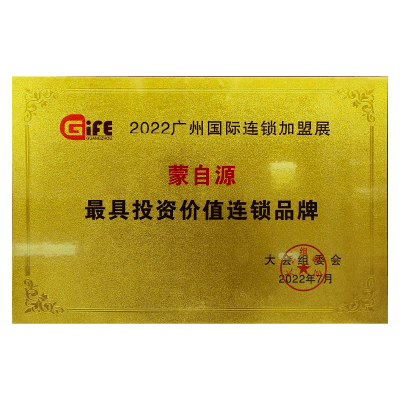 GiFE
GUANGZHOU
2022广州国际连锁加盟展
蒙自源
最具投资价值连锁品牌
大会组委会
2022年7月